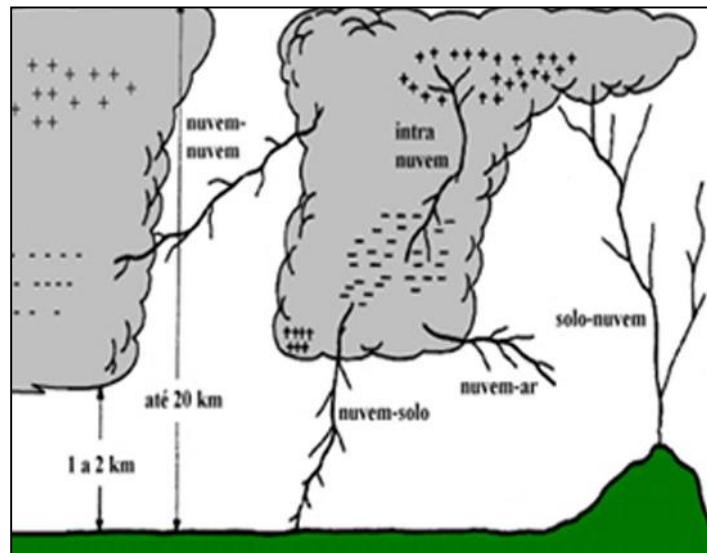 nuvem-
nuvem
intra
nuvem
solo-nuvem
nuvem-ar
até 20 km
nuvem-solo
1 a 2 km